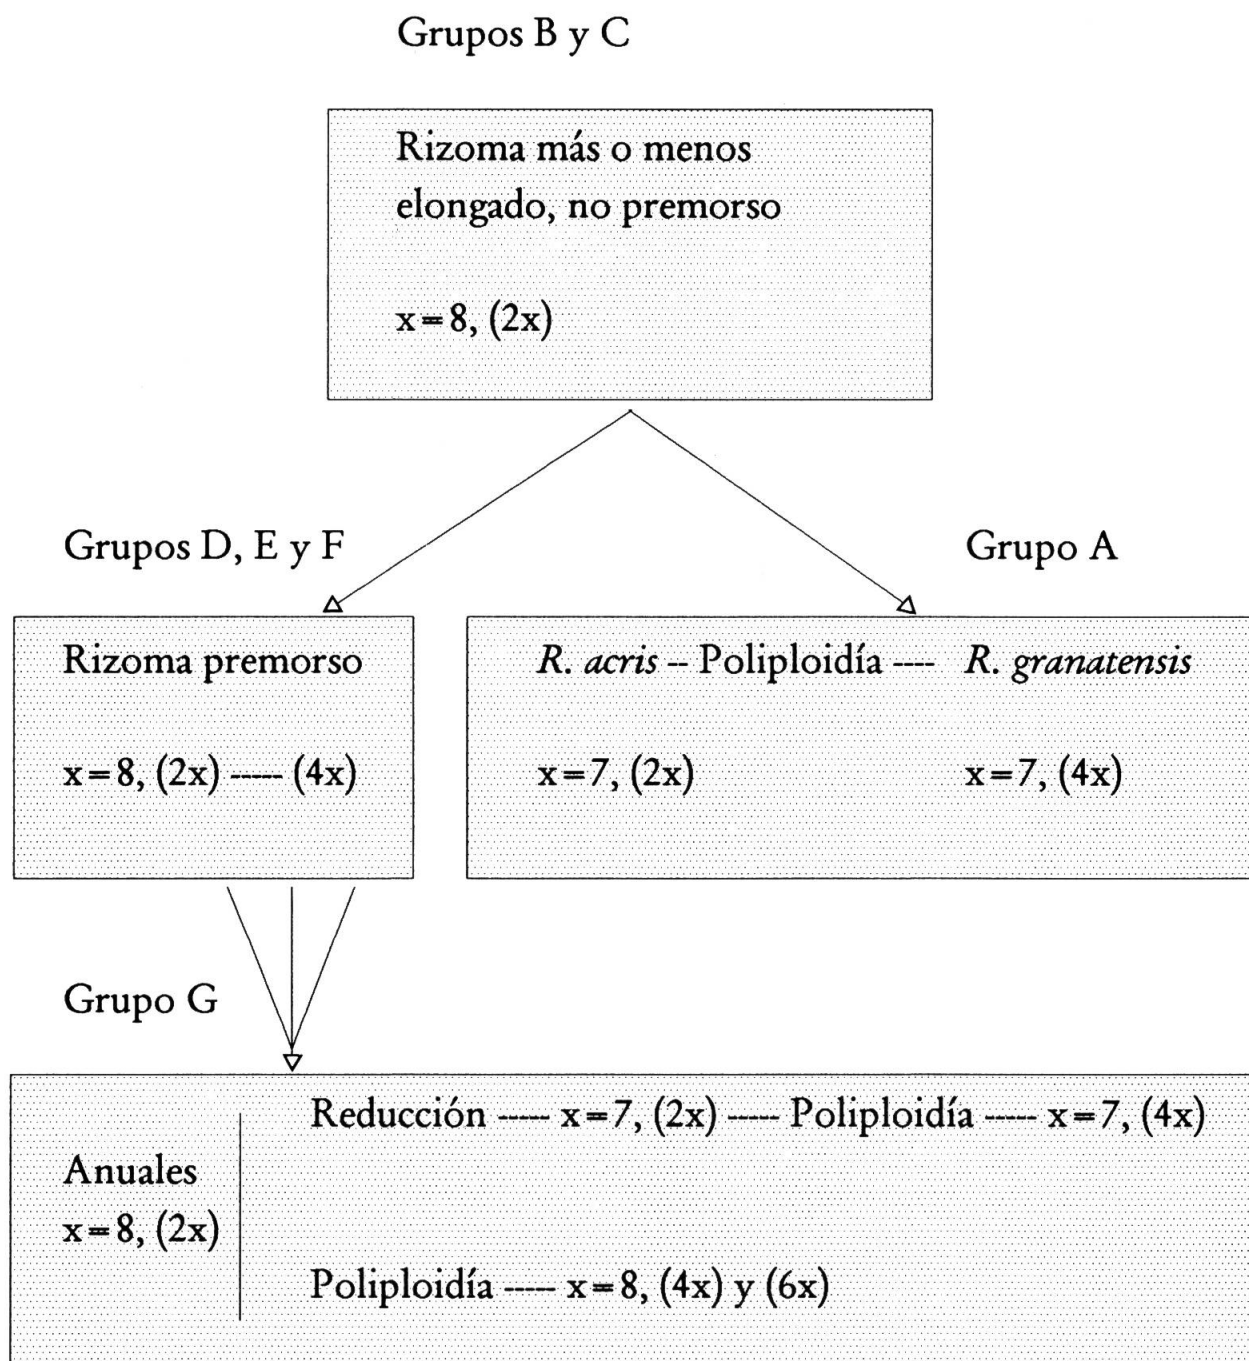 Grupos B y C
Rizoma más o menos
elongado, no premorso
x=8, (2x)
Grupos D, E y F
Grupo A
Rizoma premorso
R. acris -- Poliploidía ---- R. granatensis
x=8, (2x) ----- (4x)
x=7, (2x)
x=7, (4x)
Grupo G
Reducción ----- x=7, (2x) ----- Poliploidía ----- x=7, (4x)
Anuales
x=8, (2x)
Poliploidía ----- x=8, (4x) y (6x)